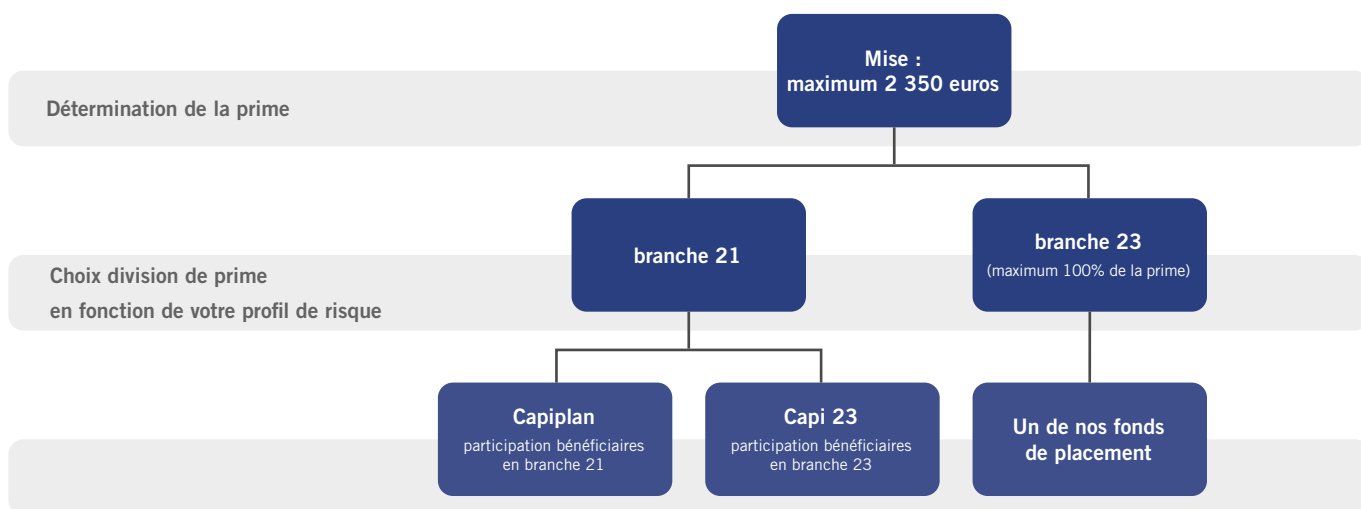 Mise :
maximum 2 350 euros
Détermination de la prime
branche 21
branche 23
(maximum 100% de la prime)
Choix division de prime
en fonction de votre profil de risque
Capiplan
participation bénéficiaires
en branche 21
Capi 23
participation bénéficiaires
en branche 23
Un de nos fonds
de placement